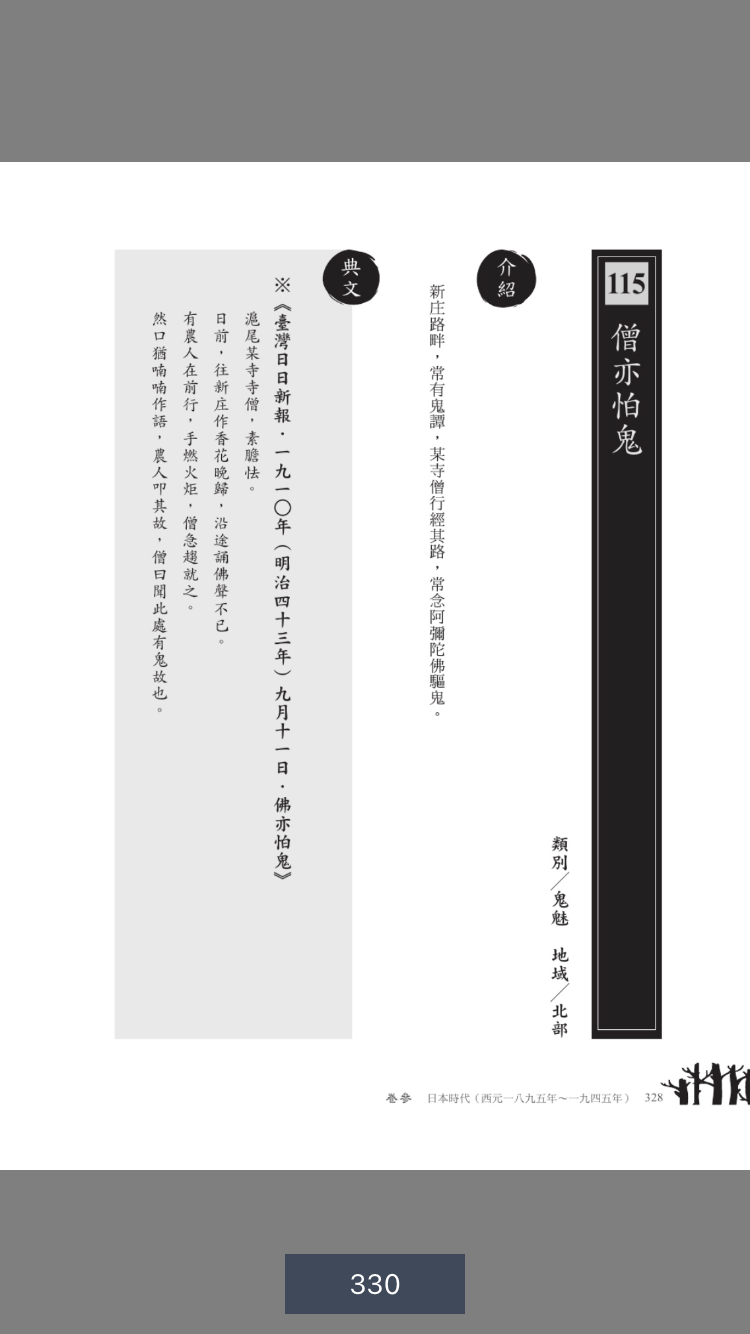 115
僧亦怕鬼
類別／鬼魅　地域／北部
介紹
新庄路畔，常有鬼譚，某寺僧行經其路，常念阿彌陀佛驅鬼。
典文
※《臺灣日日新報．一九一〇年（明治四十三年）九月十一日．佛亦怕鬼》
滬尾某寺寺僧，素膽怯。
日前，往新庄作香花晚歸，沿途誦佛聲不已。
有農人在前行，手燃火炬，僧急趨就之。
然口猶喃喃作語，農人叩其故，僧曰聞此處有鬼故也。
卷參　日本時代（西元一八九五年～一九四五年）　328
330